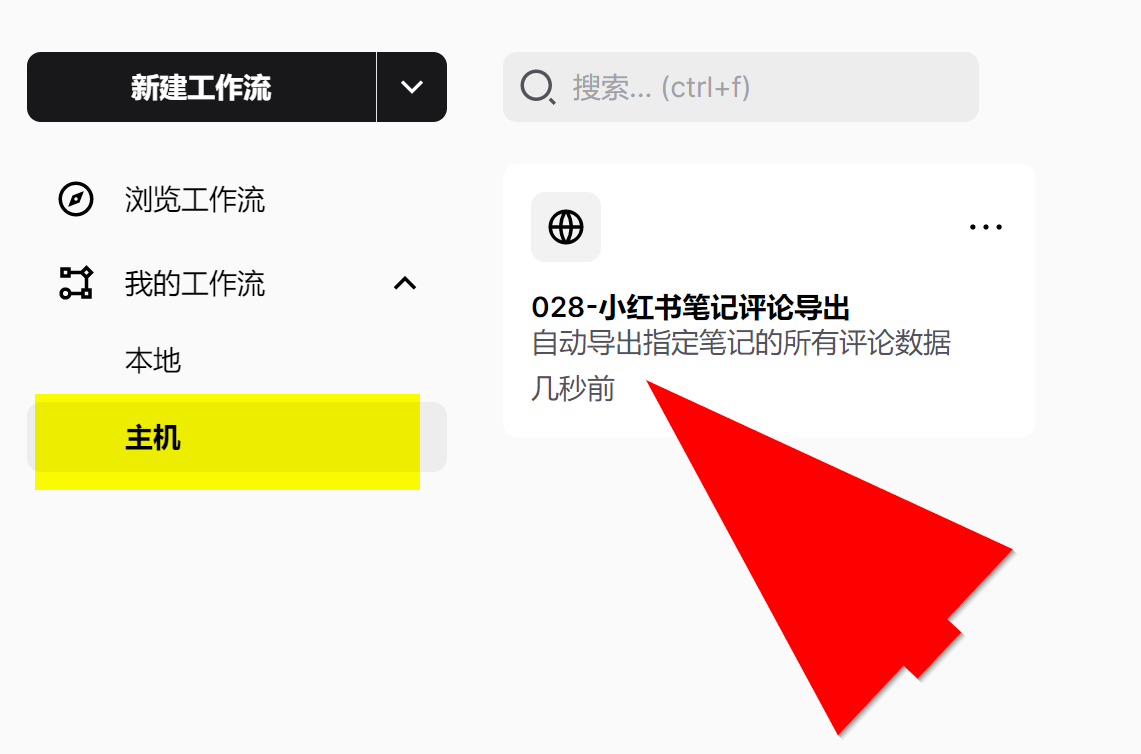 新建工作流
搜索... (ctrl+f)
浏览工作流
我的工作流
本地
主机
028-小红书笔记评论导出
自动导出指定笔记的所有评论数据
几秒前